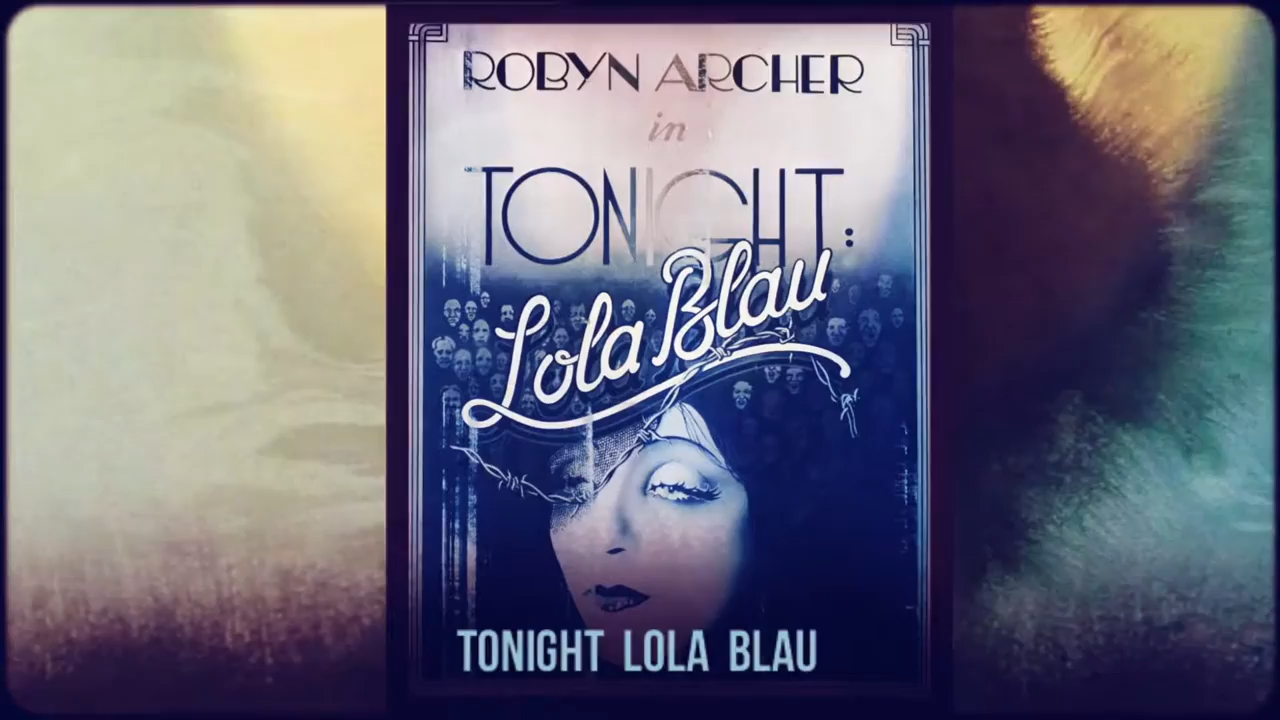 ROBYN ARCHER
in
TONIGHT:
Lola Blau
TONIGHT LOLA BLAU